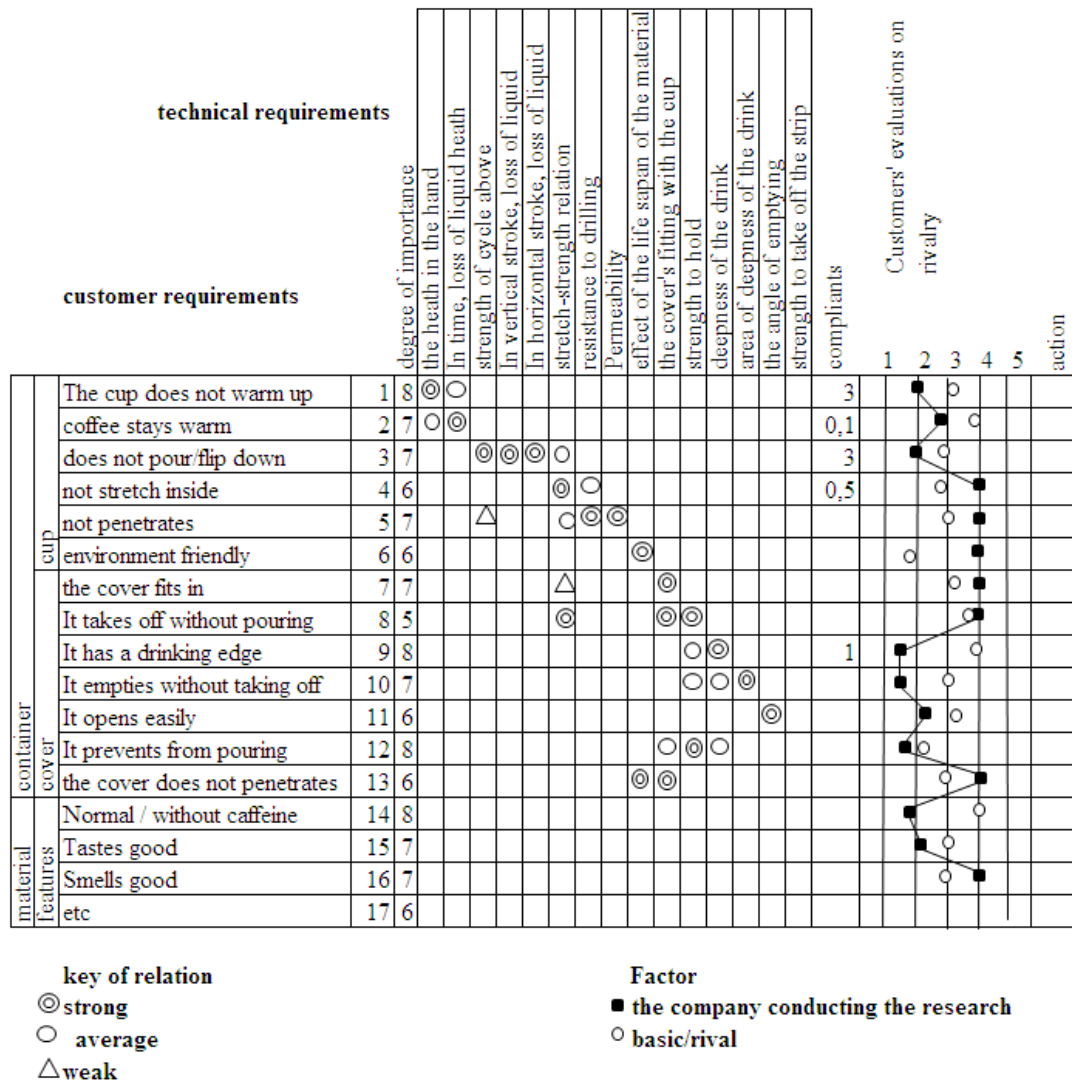 technical requirements
customer requirements
degree of importance
the heath in the hand
In time, loss of liquid heath
strength of cycle above
In vertical stroke, loss of liquid
In horizontal stroke, loss of liquid
stretch-strength relation
resistance to drilling
Permeability
effect of the life sapan of the material
the cover's fitting with the cup
strength to hold
deepness of the drink
area of deepness of the drink
the angle of emptying
strength to take off the strip
compliants
Customers' evaluations on
rivalry
1 2 3 4 5
action
container
cup
The cup does not warm up 1 8 3
coffee stays warm 2 7 0,1
does not pour/flip down 3 7 3
not stretch inside 4 6 0,5
not penetrates 5 7
environment friendly 6 6
cover
the cover fits in 7 7
It takes off without pouring 8 5
It has a drinking edge 9 8 1
It empties without taking off 10 7
It opens easily 11 6
It prevents from pouring 12 8
the cover does not penetrates 13 6
material
features
Normal / without caffeine 14 8
Tastes good 15 7
Smells good 16 7
etc 17 6
key of relation
strong
average
weak
Factor
the company conducting the research
basic/rival